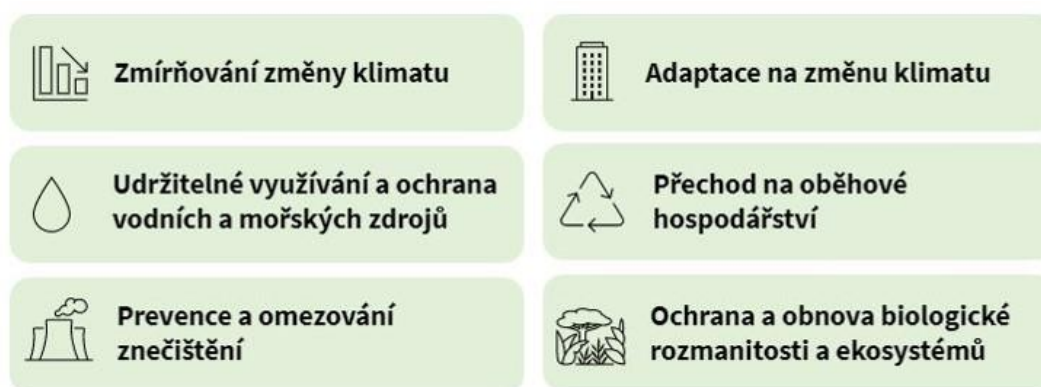 Zmírňování změny klimatu
Adaptace na změnu klimatu
Udržitelné využívání a ochrana
vodních a mořských zdrojů
Přechod na oběhové
hospodářství
Prevence a omezování
znečištění
Ochrana a obnova biologické
rozmanitosti a ekosystémů